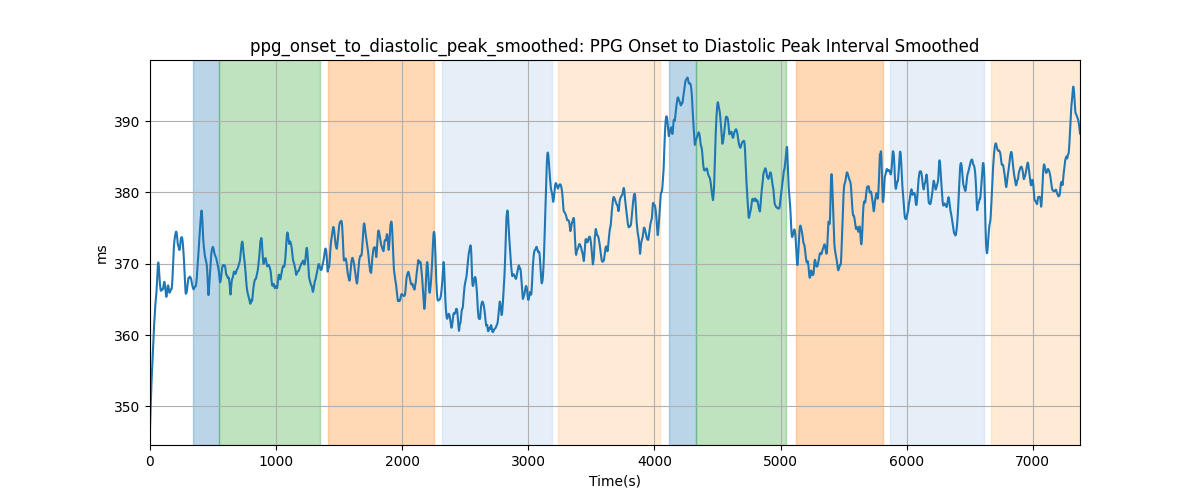 ppg_onset_to_diastolic_peak_smoothed: PPG Onset to Diastolic Peak Interval Smoothed
390
380
370
360
350
ms
0 1000 2000 3000 4000 5000 6000 7000
Time(s)